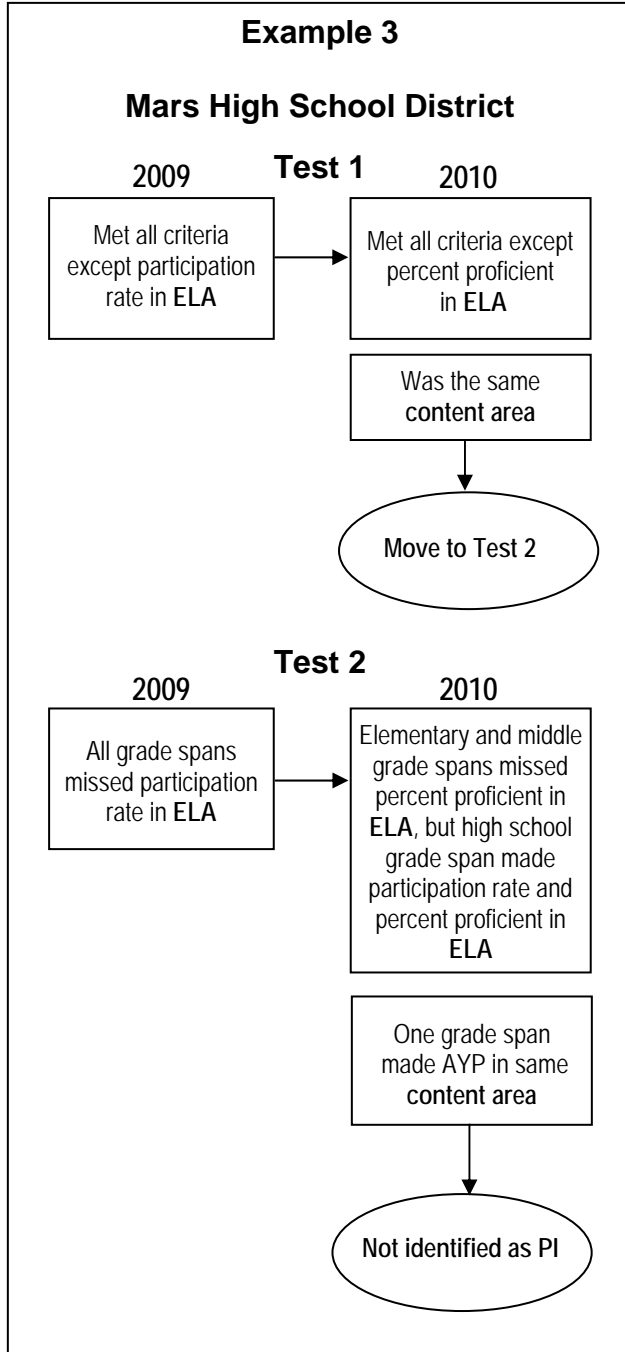 Example 3
Mars High School District
Test 1
2009
2010
Met all criteria
except participation
rate in ELA
Met all criteria except
percent proficient
in ELA
Was the same
content area
Move to Test 2
Test 2
2009
2010
All grade spans
missed participation
rate in ELA
Elementary and middle
grade spans missed
percent proficient in
ELA, but high school
grade span made
participation rate and
percent proficient in
ELA
One grade span
made AYP in same
content area
Not identified as PI